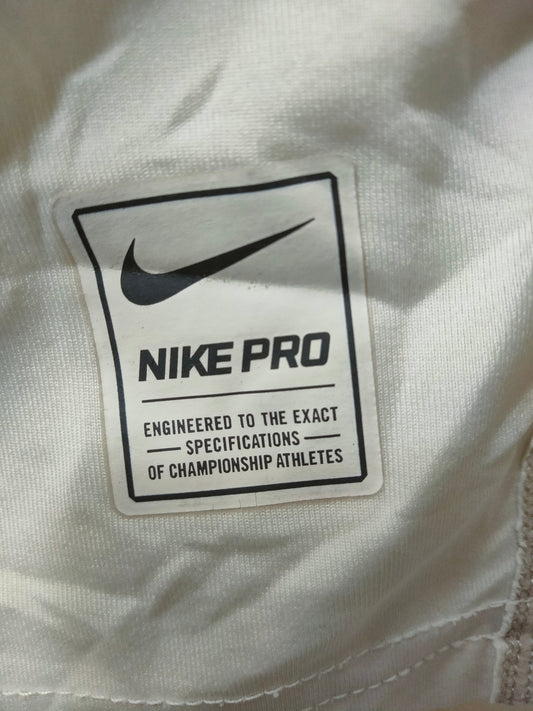 NIKE PRO
ENGINEERED TO THE EXACT
SPECIFICATIONS
OF CHAMPIONSHIP ATHLETES